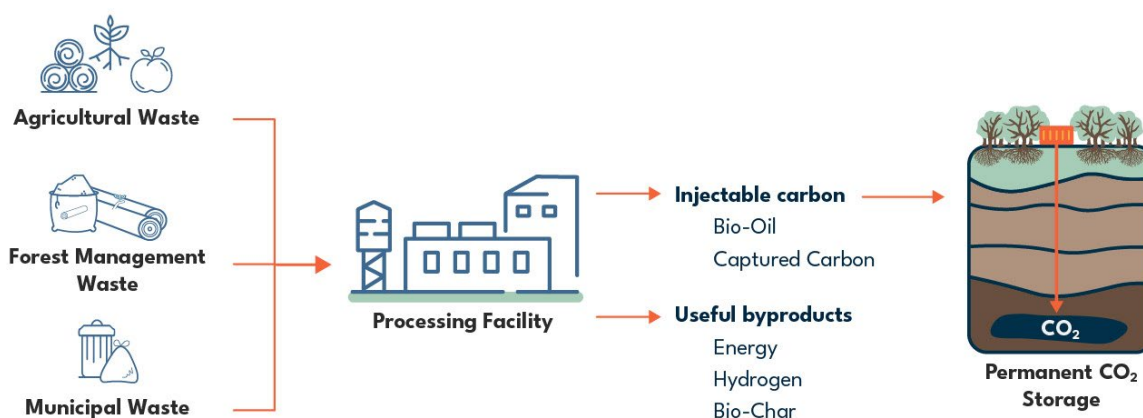 Agricultural Waste
Forest Management
Waste
Municipal Waste
Processing Facility
Injectable carbon
Bio-Oil
Captured Carbon
Useful byproducts
Energy
Hydrogen
Bio-Char
CO₂
Permanent CO₂
Storage